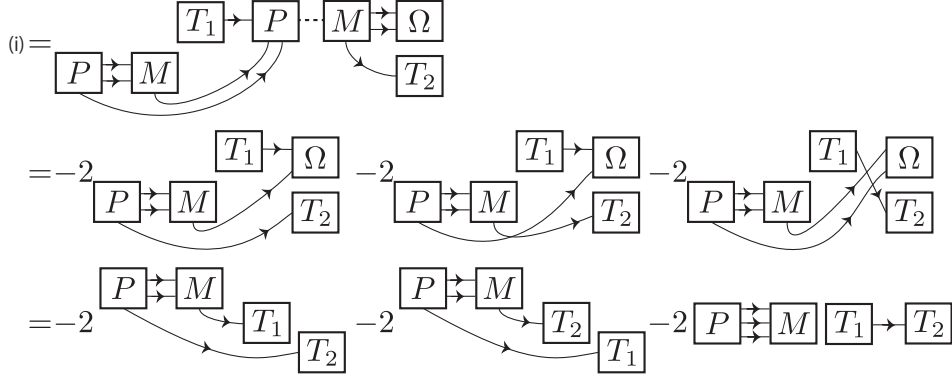 T₁ P M Ω
(i) = P M T₂
T₁ Ω T₁ Ω T₁ Ω
=-2 P M T₂ -2 P M T₂ -2 P M T₂
=-2 P M T₁ T₂ -2 P M T₂ T₁ -2 P M T₁ T₂